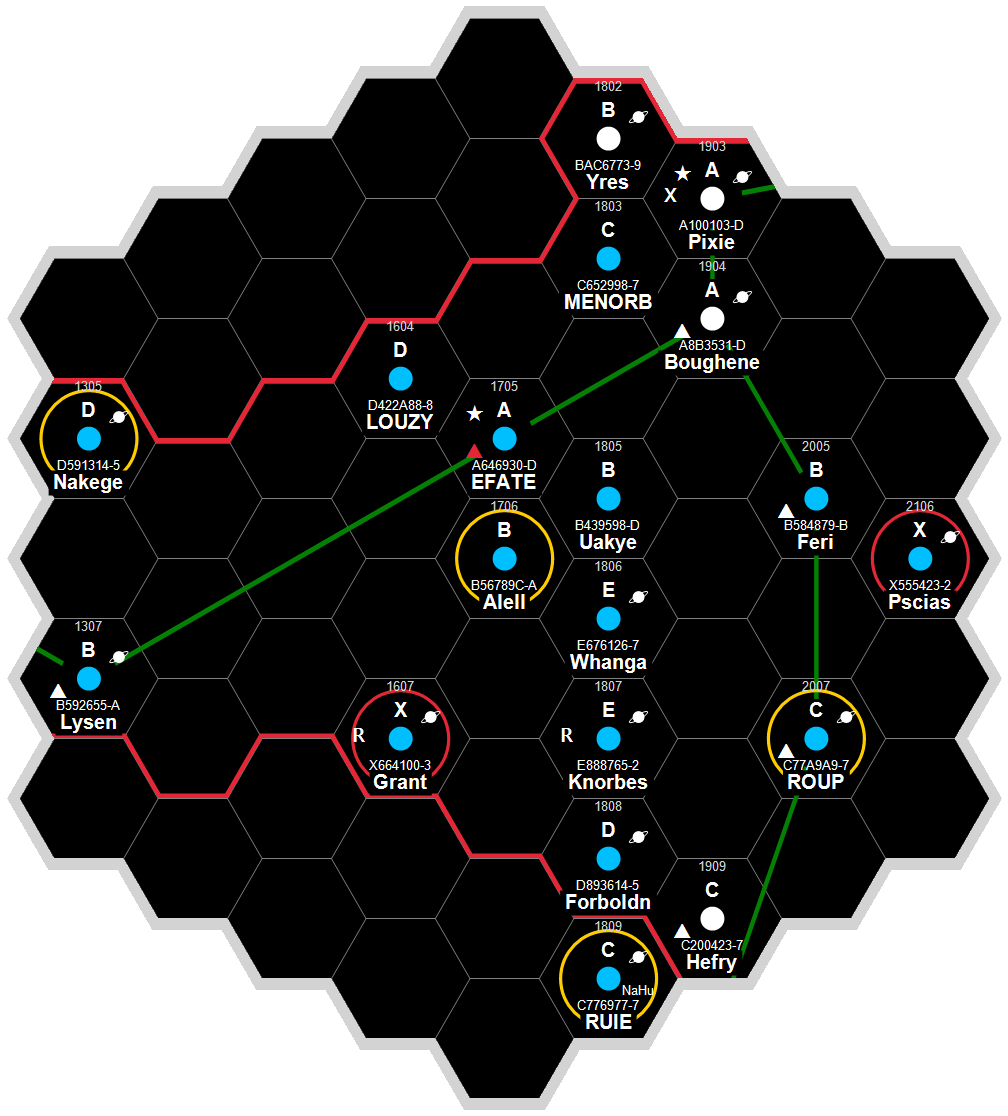 1802
B
BAC6773-9
Yres
1903
A
X
A100103-D
Pixie
1803
C
C652998-7
MENORB
1904
A
A8B3531-D
Boughene
1604
D
D422A88-8
LOUZY
1305
D
D591314-5
Nakege
1705
A
A646930-D
EFATE
1805
B
B439598-D
Uakye
2005
B
B584879-B
Feri
1706
B
B56789C-A
Alell
2106
X
X555423-2
Pscias
1806
E
E676126-7
Whanga
1307
B
B592655-A
Lysen
1607
X
R
X664100-3
Grant
1807
E
R
E888765-2
Knorbes
2007
C
C77A9A9-7
ROUP
1808
D
D893614-5
Forboldn
1909
C
C200423-7
Hefry
1809
C
NaHu
C776977-7
RUIE